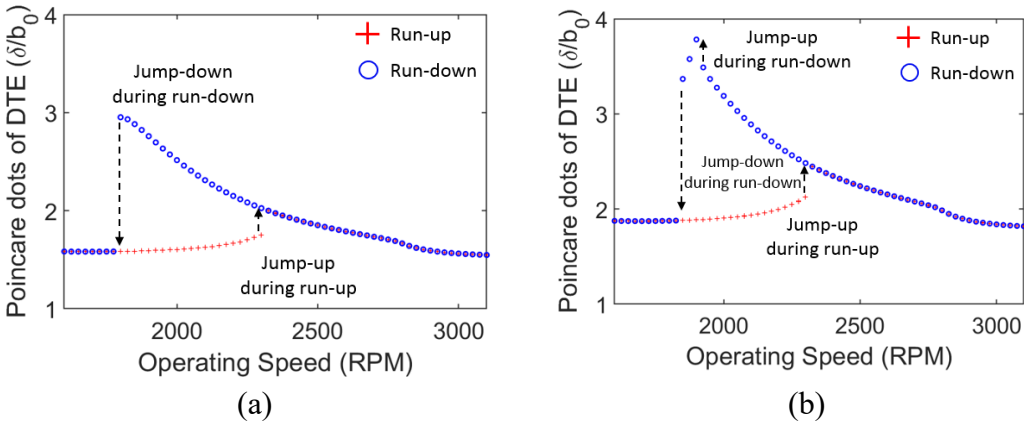 4
3
2
1
Poincare dots of DTE (δ/b0)
Run-up
Run-down
Jump-down
during run-down
Jump-up
during run-up
2000
2500
3000
Operating Speed (RPM)
(a)
4
3
2
1
Poincare dots of DTE (δ/b0)
Run-up
Run-down
Jump-up
during run-down
Jump-down
during run-down
Jump-up
during run-up
2000
2500
3000
Operating Speed (RPM)
(b)